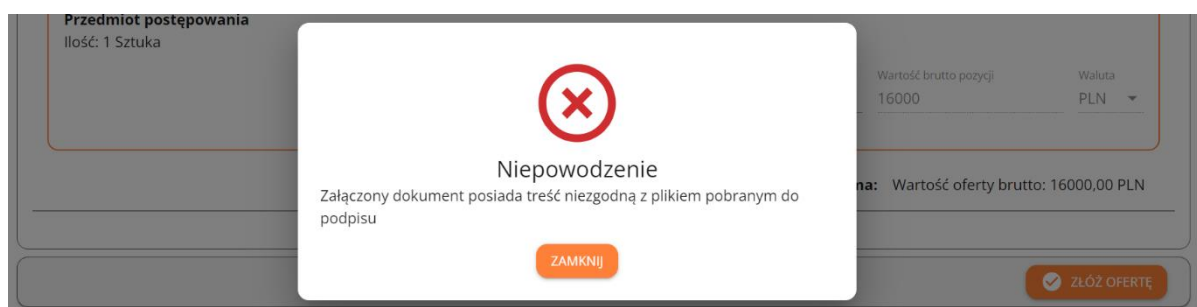 Przedmiot postępowania
Ilość: 1 Sztuka
Wartość brutto pozycji
Waluta
16000
PLN
Niepowodzenie
Załączony dokument posiada treść niezgodną z plikiem pobranym do
podpisu
na: Wartość oferty brutto: 16000,00 PLN
ZAMKNIJ
ZŁÓŻ OFERTĘ